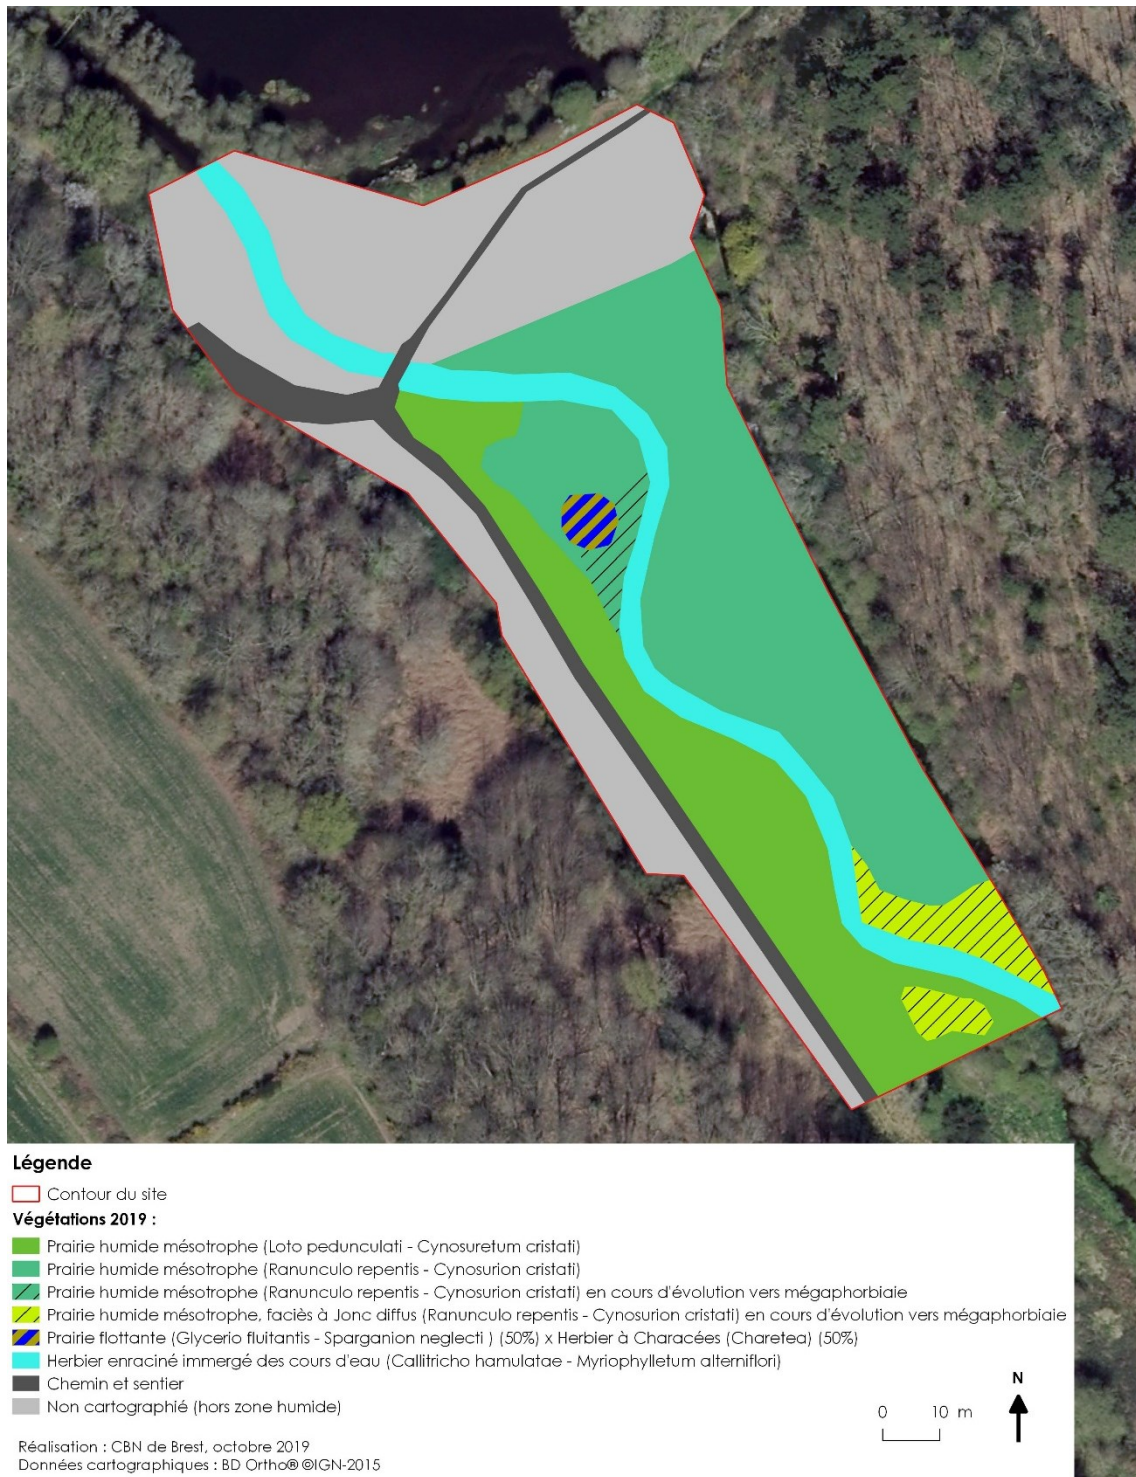 Légende
Contour du site
Végétations 2019 :
Prairie humide mésotrophe (Loto pedunculati - Cynosuretum cristati)
Prairie humide mésotrophe (Ranunculo repentis - Cynosurion cristati)
Prairie humide mésotrophe (Ranunculo repentis - Cynosurion cristati) en cours d'évolution vers mégaphorbiaie
Prairie humide mésotrophe, faciès à Jonc diffus (Ranunculo repentis - Cynosurion cristati) en cours d'évolution vers mégaphorbiaie
Prairie flottante (Glycerio fluitantis - Sparganion neglecti ) (50%) x Herbier à Characées (Charetea) (50%)
Herbier enraciné immergé des cours d'eau (Callitricho hamulatae - Myriophylletum alterniflori)
Chemin et sentier
Non cartographié (hors zone humide)
N
0 10 m
Réalisation : CBN de Brest, octobre 2019
Données cartographiques : BD Ortho® ©IGN-2015